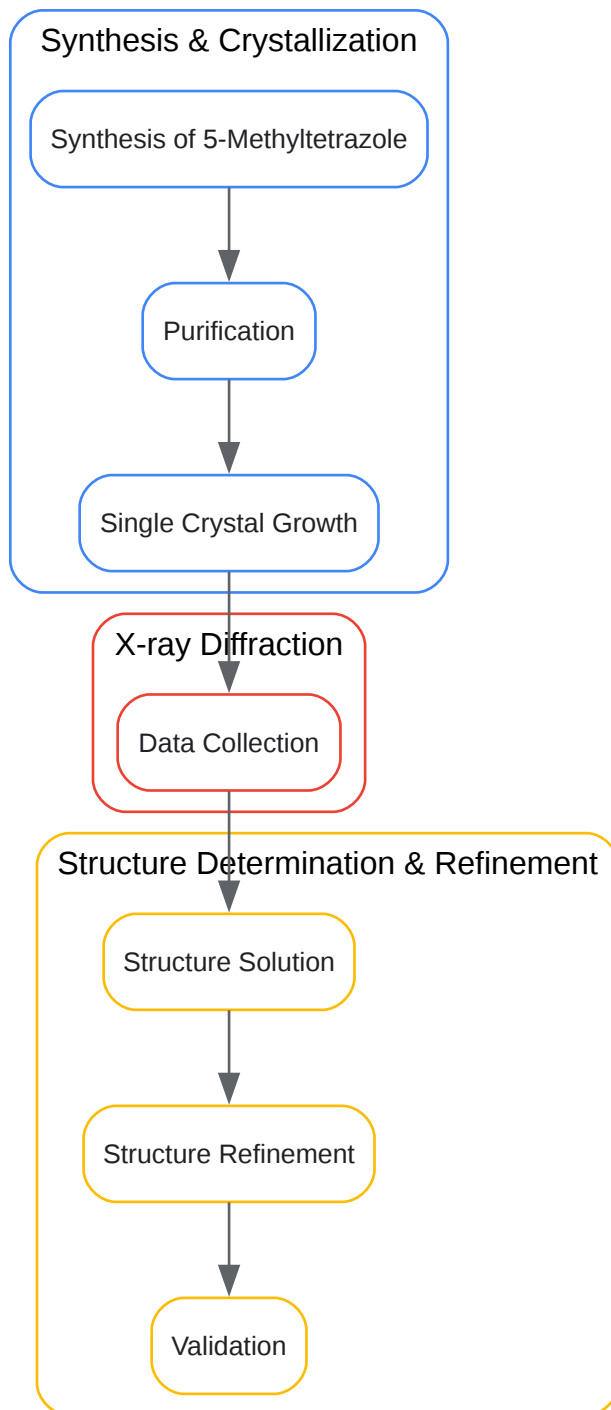 Synthesis & Crystallization
Synthesis of 5-Methyltetrazole
Purification
Single Crystal Growth
X-ray Diffraction
Data Collection
Structure Determination & Refinement
Structure Solution
Structure Refinement
Validation